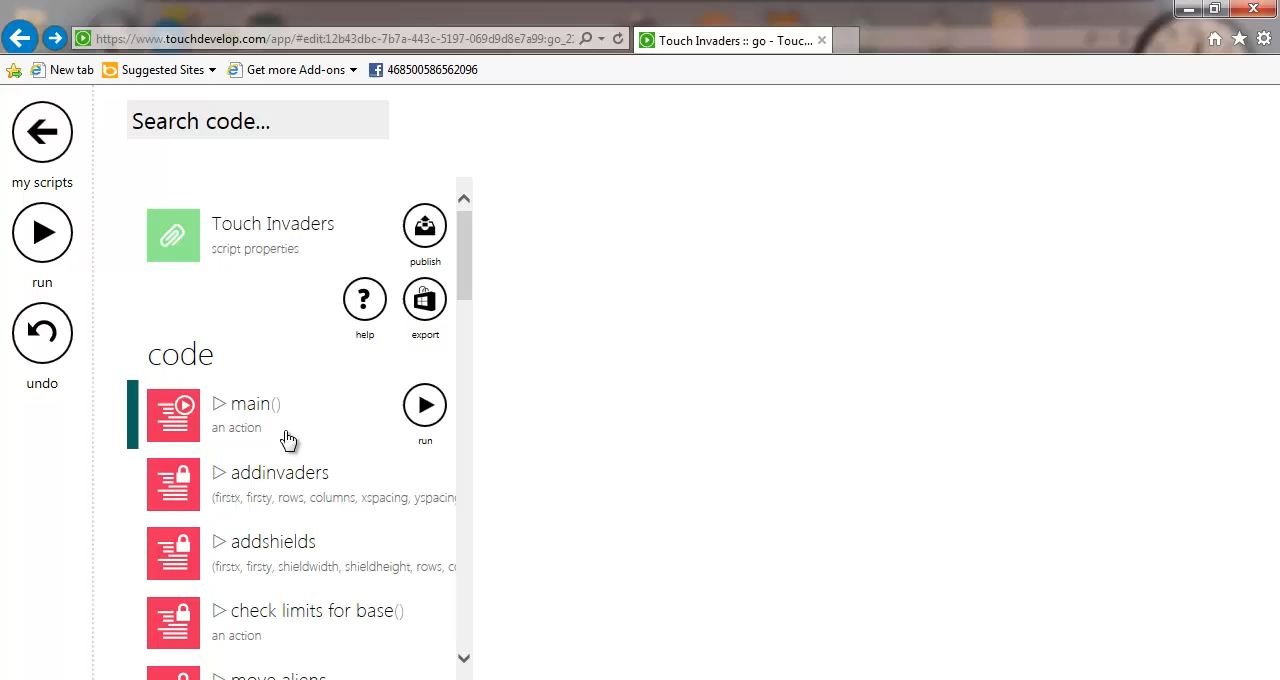 https://www.touchdevelop.com/app/#edit:12b43dbc-7b7a-443c-5197-069d9d8e7a99:go_2
Touch Invaders :: go - Touc...
New tab
Suggested Sites
Get more Add-ons
468500586562096
Search code...
my scripts
run
undo
Touch Invaders
script properties
publish
help
export
code
main()
an action
run
addinvaders
(firstx, firsty, rows, columns, xspacing, yspacing
addshields
(firstx, firsty, shieldwidth, shieldheight, rows, co
check limits for base()
an action
move aliens